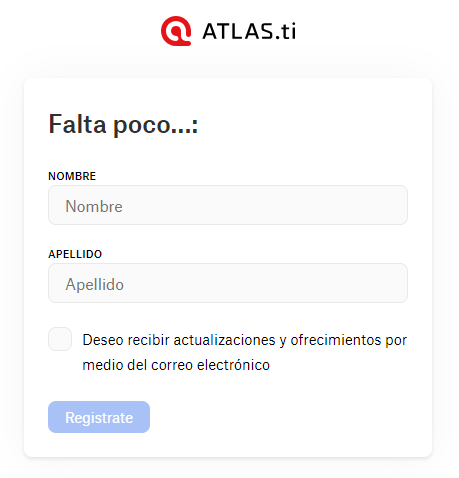 ATLAS.ti
Falta poco...:
NOMBRE
Nombre
APELLIDO
Apellido
Deseo recibir actualizaciones y ofrecimientos por
medio del correo electrónico
Registrate